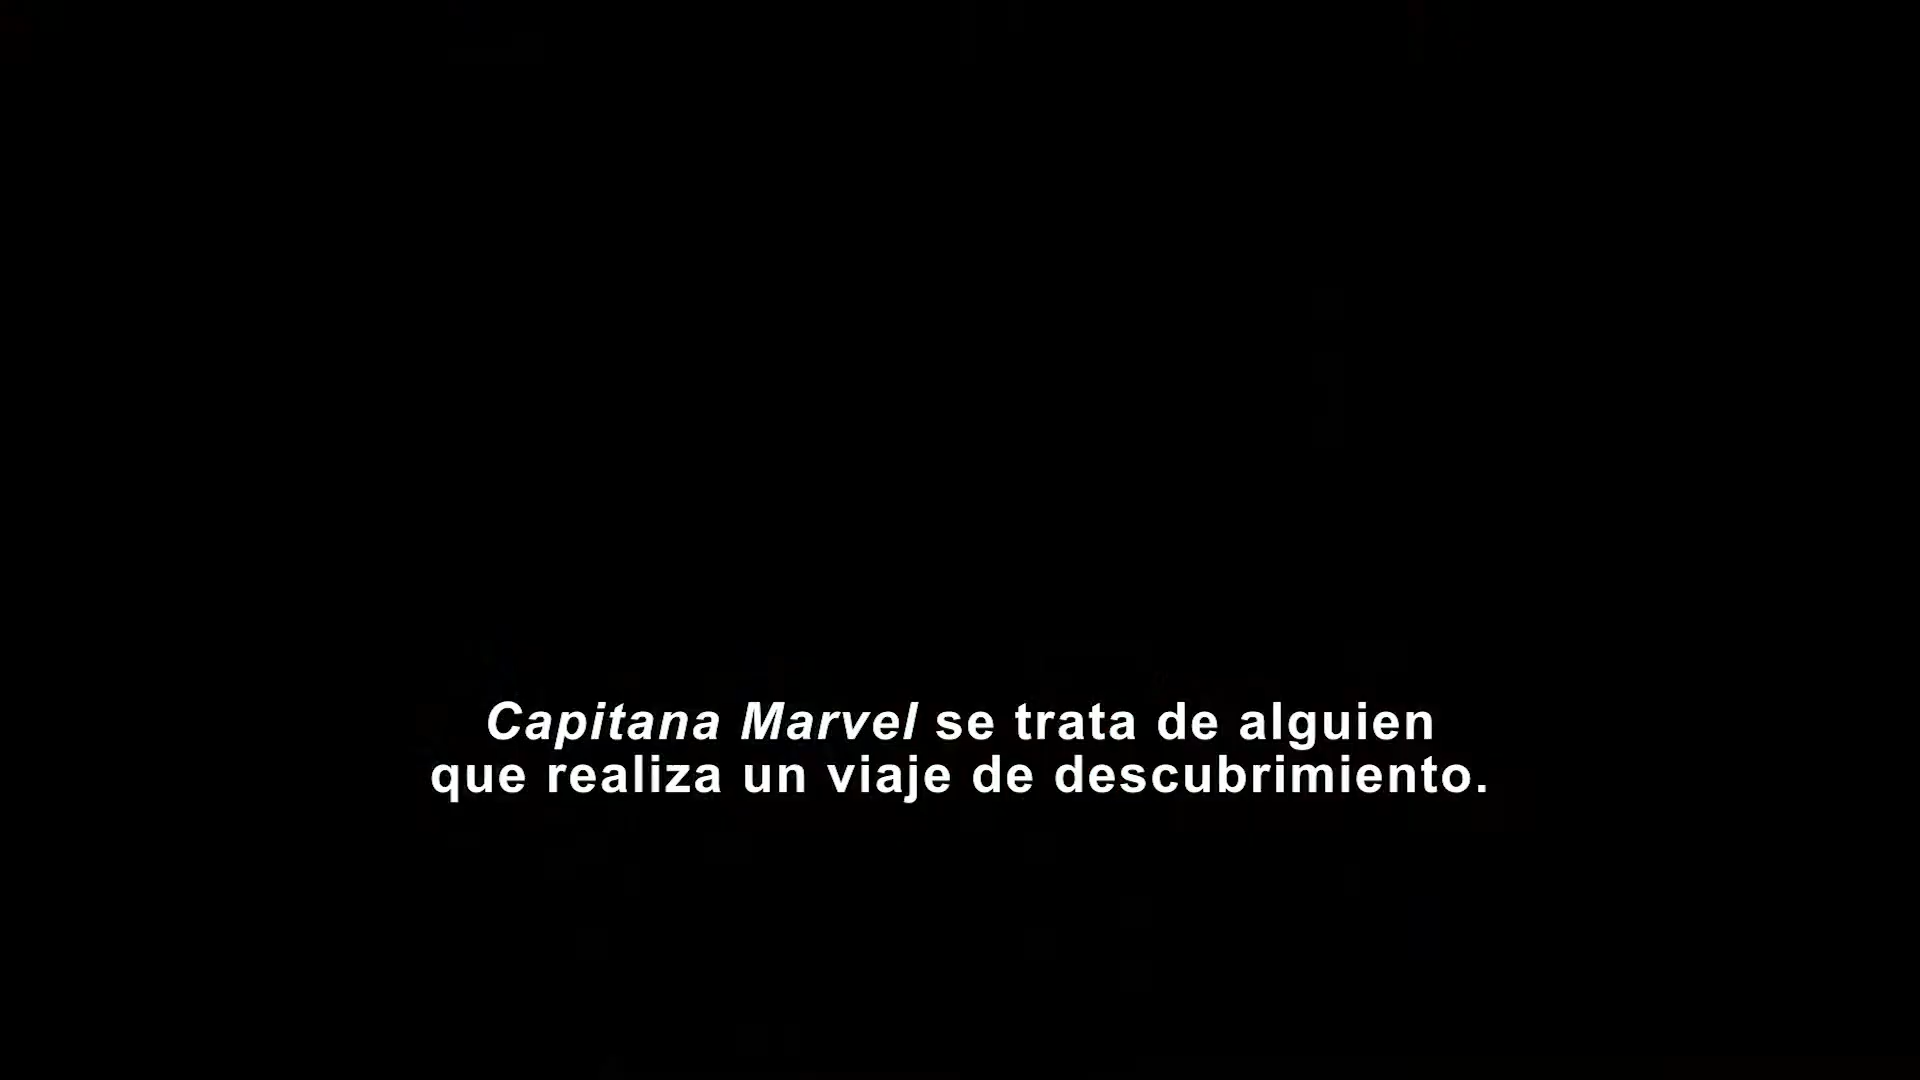 Capitana Marvel se trata de alguien
que realiza un viaje de descubrimiento.